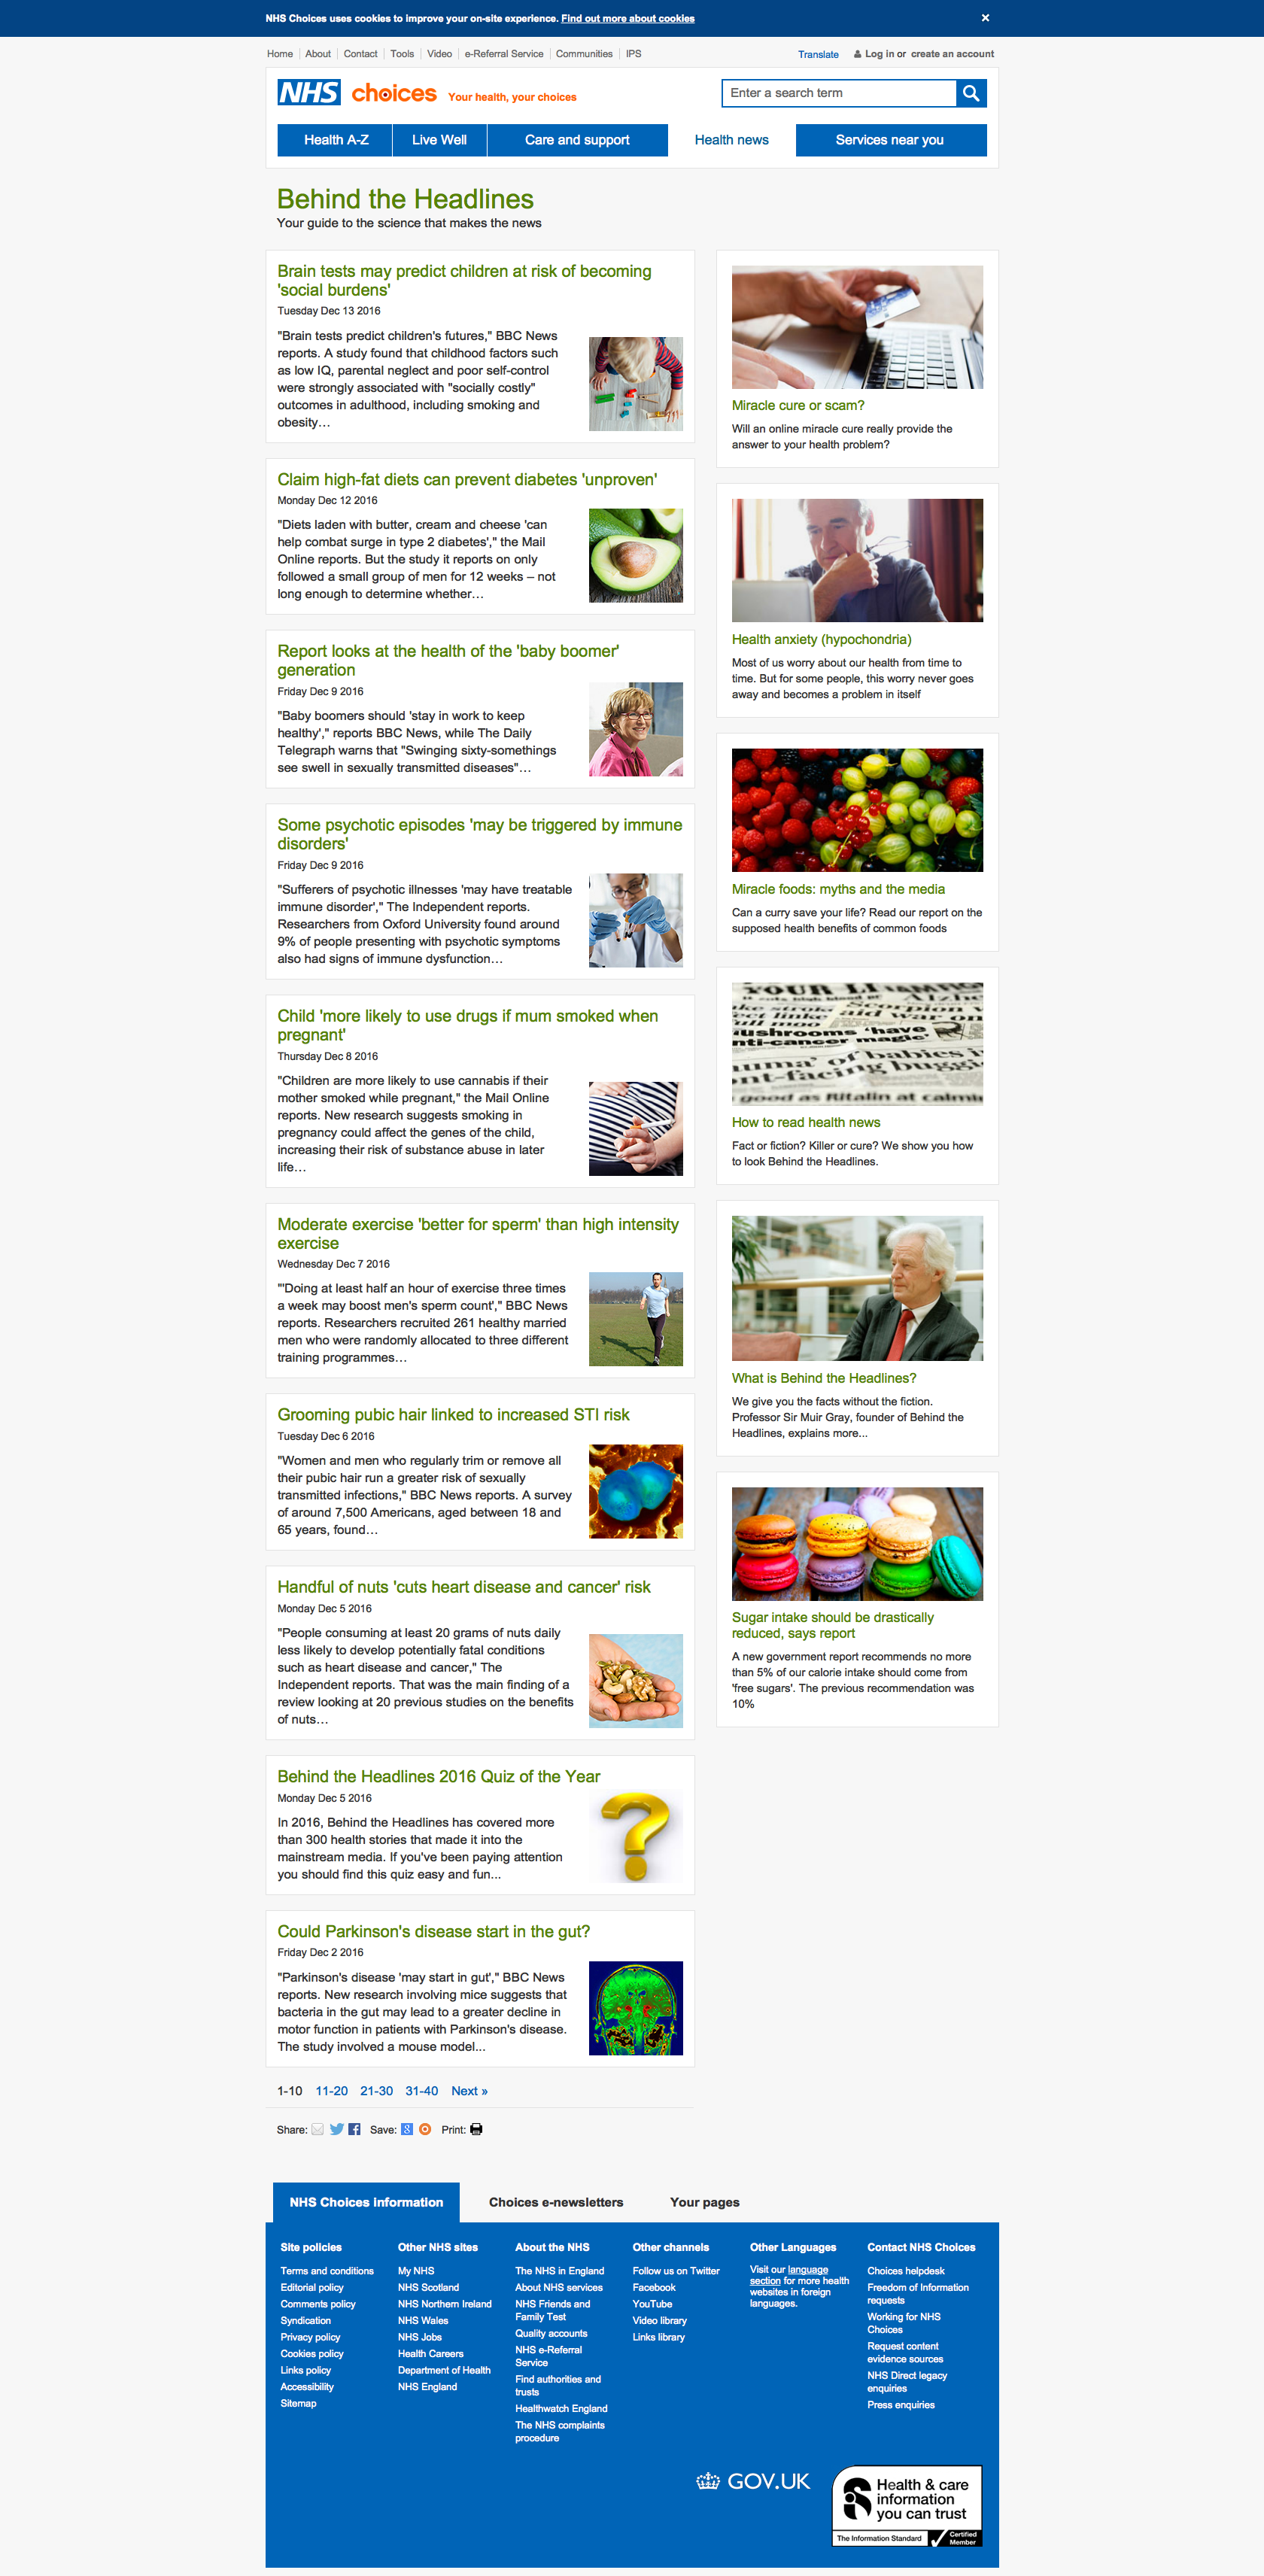 NHS Choices uses cookies to improve your on-site experience. Find out more about cookies
×
Home About Contact Tools Video e-Referral Service Communities IPS
Translate Log in or create an account
NHS choices Your health, your choices
Enter a search term
Health A-Z Live Well Care and support Health news Services near you
Behind the Headlines
Your guide to the science that makes the news
Brain tests may predict children at risk of becoming
'social burdens'
Tuesday Dec 13 2016
"Brain tests predict children's futures," BBC News
reports. A study found that childhood factors such
as low IQ, parental neglect and poor self-control
were strongly associated with "socially costly"
outcomes in adulthood, including smoking and
obesity…
Claim high-fat diets can prevent diabetes 'unproven'
Monday Dec 12 2016
"Diets laden with butter, cream and cheese 'can
help combat surge in type 2 diabetes'," the Mail
Online reports. But the study it reports on only
followed a small group of men for 12 weeks – not
long enough to determine whether…
Report looks at the health of the 'baby boomer'
generation
Friday Dec 9 2016
"Baby boomers should 'stay in work to keep
healthy'," reports BBC News, while The Daily
Telegraph warns that "Swinging sixty-somethings
see swell in sexually transmitted diseases"…
Some psychotic episodes 'may be triggered by immune
disorders'
Friday Dec 9 2016
"Sufferers of psychotic illnesses 'may have treatable
immune disorder'," The Independent reports.
Researchers from Oxford University found around
9% of people presenting with psychotic symptoms
also had signs of immune dysfunction…
Child 'more likely to use drugs if mum smoked when
pregnant'
Thursday Dec 8 2016
"Children are more likely to use cannabis if their
mother smoked while pregnant," the Mail Online
reports. New research suggests smoking in
pregnancy could affect the genes of the child,
increasing their risk of substance abuse in later
life…
Moderate exercise 'better for sperm' than high intensity
exercise
Wednesday Dec 7 2016
"'Doing at least half an hour of exercise three times
a week may boost men's sperm count'," BBC News
reports. Researchers recruited 261 healthy married
men who were randomly allocated to three different
training programmes…
Grooming pubic hair linked to increased STI risk
Tuesday Dec 6 2016
"Women and men who regularly trim or remove all
their pubic hair run a greater risk of sexually
transmitted infections," BBC News reports. A survey
of around 7,500 Americans, aged between 18 and
65 years, found…
Handful of nuts 'cuts heart disease and cancer' risk
Monday Dec 5 2016
"People consuming at least 20 grams of nuts daily
less likely to develop potentially fatal conditions
such as heart disease and cancer," The
Independent reports. That was the main finding of a
review looking at 20 previous studies on the benefits
of nuts…
Behind the Headlines 2016 Quiz of the Year
Monday Dec 5 2016
In 2016, Behind the Headlines has covered more
than 300 health stories that made it into the
mainstream media. If you've been paying attention
you should find this quiz easy and fun...
Could Parkinson's disease start in the gut?
Friday Dec 2 2016
"Parkinson's disease 'may start in gut'," BBC News
reports. New research involving mice suggests that
bacteria in the gut may lead to a greater decline in
motor function in patients with Parkinson's disease.
The study involved a mouse model...
1-10 11-20 21-30 31-40 Next »
Share: Save: Print:
Miracle cure or scam?
Will an online miracle cure really provide the
answer to your health problem?
Health anxiety (hypochondria)
Most of us worry about our health from time to
time. But for some people, this worry never goes
away and becomes a problem in itself
Miracle foods: myths and the media
Can a curry save your life? Read our report on the
supposed health benefits of common foods
mushrooms 'have
anti-cancer magic'
babies
good as Ritalin at
How to read health news
Fact or fiction? Killer or cure? We show you how
to look Behind the Headlines.
What is Behind the Headlines?
We give you the facts without the fiction.
Professor Sir Muir Gray, founder of Behind the
Headlines, explains more...
Sugar intake should be drastically
reduced, says report
A new government report recommends no more
than 5% of our calorie intake should come from
'free sugars'. The previous recommendation was
10%
NHS Choices information Choices e-newsletters Your pages
Site policies
Terms and conditions
Editorial policy
Comments policy
Syndication
Privacy policy
Cookies policy
Links policy
Accessibility
Sitemap
Other NHS sites
My NHS
NHS Scotland
NHS Northern Ireland
NHS Wales
NHS Jobs
Health Careers
Department of Health
NHS England
About the NHS
The NHS in England
About NHS services
NHS Friends and
Family Test
Quality accounts
NHS e-Referral
Service
Find authorities and
trusts
Healthwatch England
The NHS complaints
procedure
Other channels
Follow us on Twitter
Facebook
YouTube
Video library
Links library
Other Languages
Visit our language
section for more health
websites in foreign
languages.
Contact NHS Choices
Choices helpdesk
Freedom of Information
requests
Working for NHS
Choices
Request content
evidence sources
NHS Direct legacy
enquiries
Press enquiries
GOV.UK
Health & care
information
you can trust
The Information Standard
Certified
Member